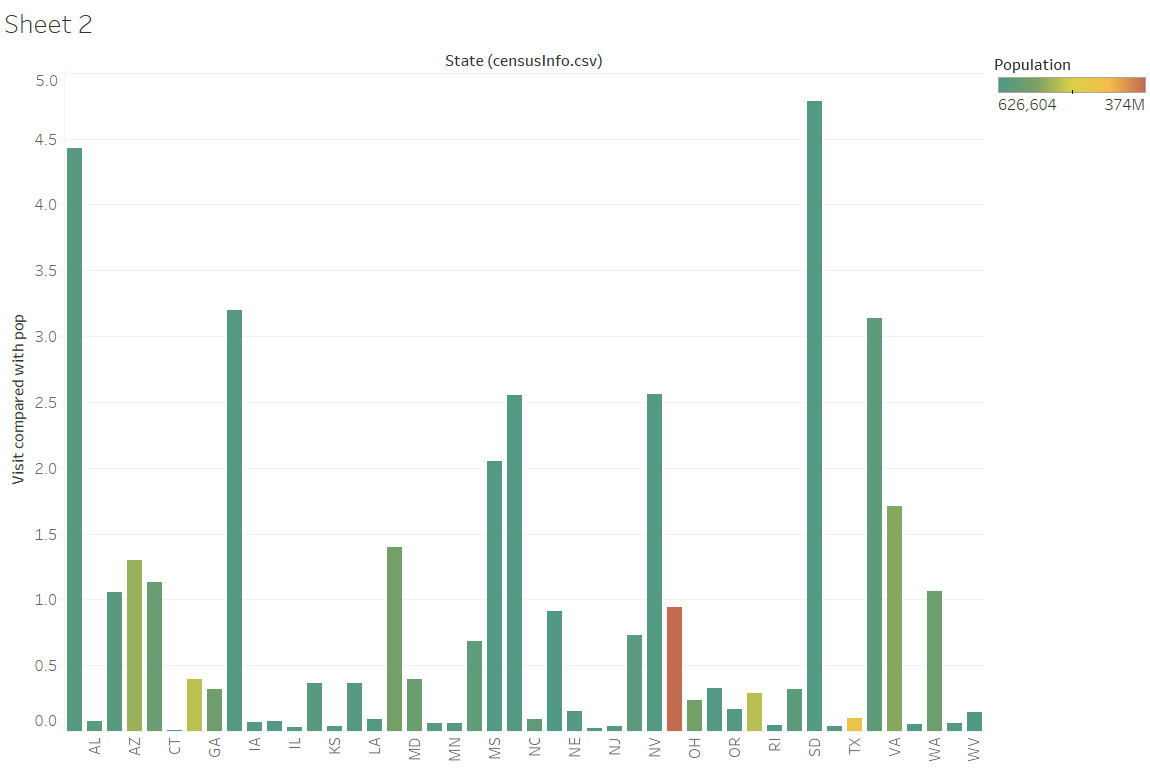 Sheet 2
State (censusInfo.csv)
Population
626,604 374M
Visit compared with pop
5.0
4.5
4.0
3.5
3.0
2.5
2.0
1.5
1.0
0.5
0.0
AL AZ CT GA IA IL KS LA MD MN MS NC NE NJ NV OH OR RI SD TX VA WA WV